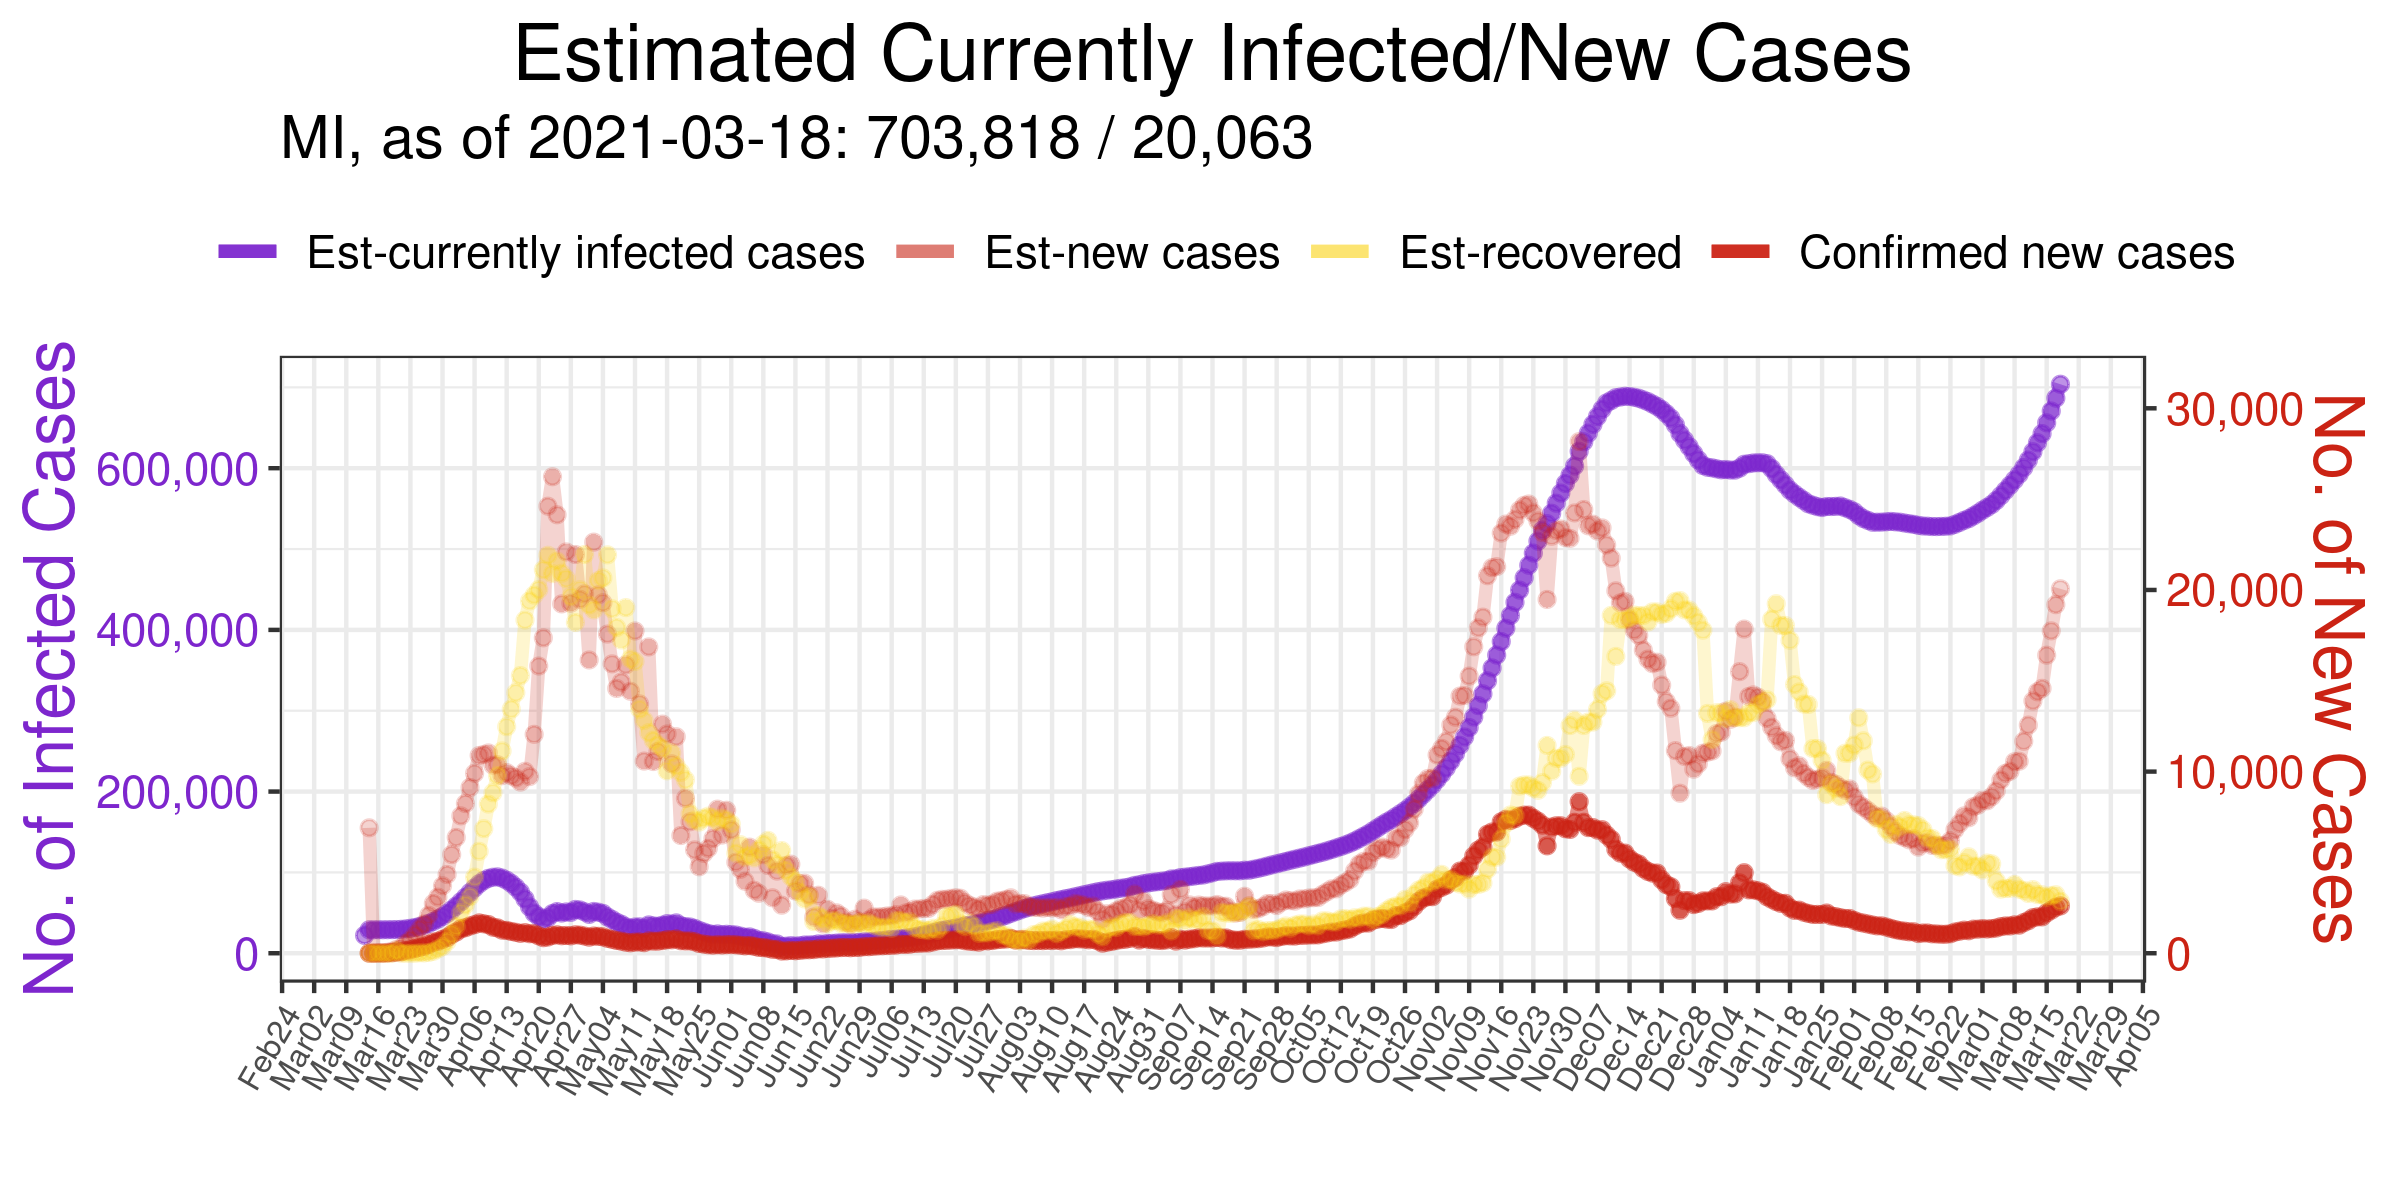 Estimated Currently Infected/New Cases
MI, as of 2021-03-18: 703,818 / 20,063
Est-currently infected cases Est-new cases Est-recovered Confirmed new cases
No. of Infected Cases
600,000
400,000
200,000
0
30,000
20,000
10,000
0
No. of New Cases
Feb24
Mar02
Mar09
Mar16
Mar23
Mar30
Apr06
Apr13
Apr20
Apr27
May04
May11
May18
May25
Jun01
Jun08
Jun15
Jun22
Jun29
Jul06
Jul13
Jul20
Jul27
Aug03
Aug10
Aug17
Aug24
Aug31
Sep07
Sep14
Sep21
Sep28
Oct05
Oct12
Oct19
Oct26
Nov02
Nov09
Nov16
Nov23
Nov30
Dec07
Dec14
Dec21
Dec28
Jan04
Jan11
Jan18
Jan25
Feb01
Feb08
Feb15
Feb22
Mar01
Mar08
Mar15
Mar22
Mar29
Apr05